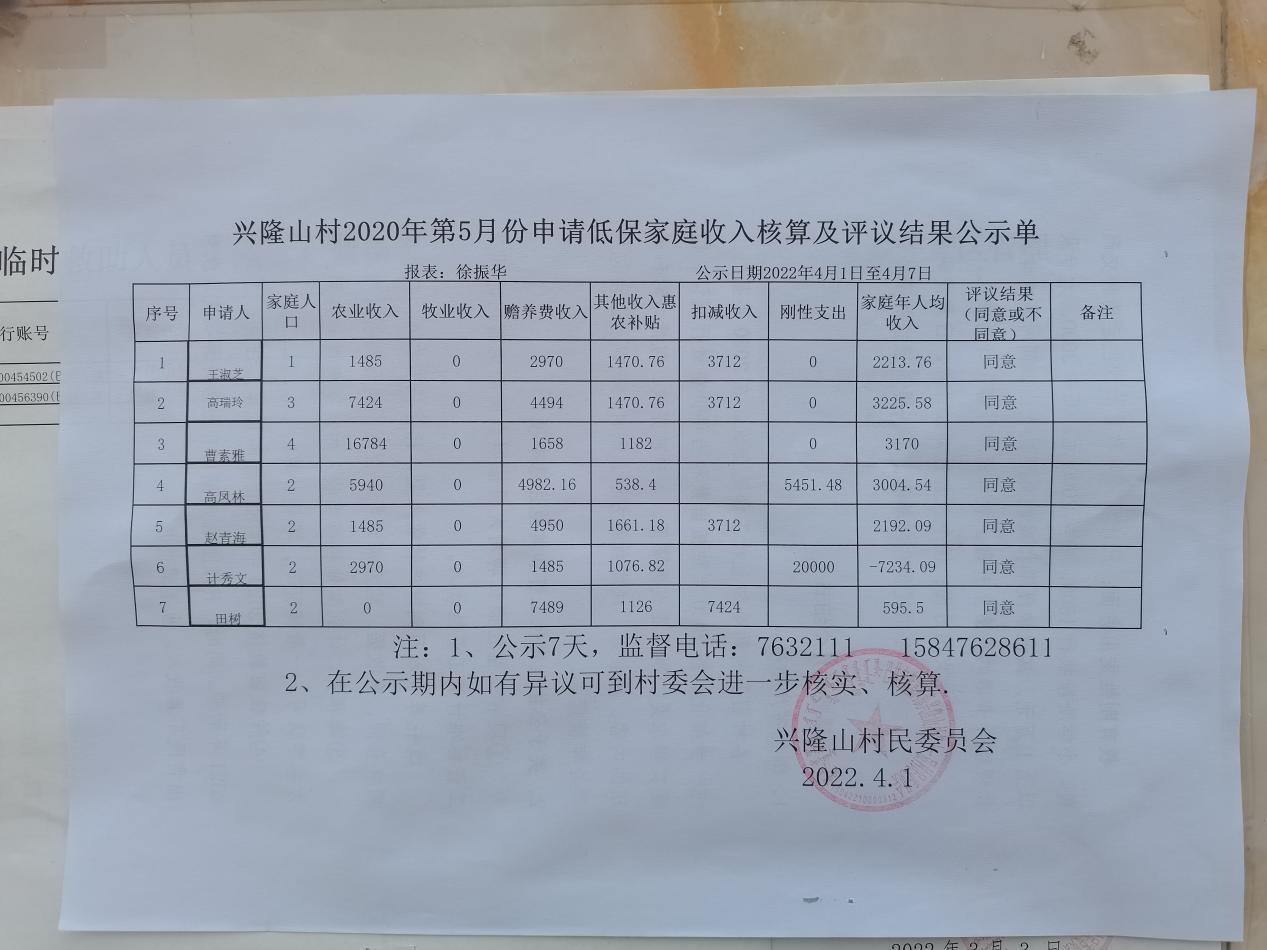 兴隆山村2020年第5月份申请低保家庭收入核算及评议结果公示单
报表：徐振华 公示日期2022年4月1日至4月7日
序号 申请人 家庭人口 农业收入 牧业收入 赡养费收入 其他收入惠农补贴 扣减收入 刚性支出 家庭年人均收入 评议结果（同意或不同意） 备注
1 王淑芝 1 1485 0 2970 1470.76 3712 0 2213.76 同意
2 高瑞玲 3 7424 0 4494 1470.76 3712 0 3225.58 同意
3 曹素雅 4 16784 0 1658 1182 0 3170 同意
4 高凤林 2 5940 0 4982.16 538.4 5451.48 3004.54 同意
5 赵青海 2 1485 0 4950 1661.18 3712 2192.09 同意
6 计秀文 2 2970 0 1485 1076.82 20000 -7234.09 同意
7 田树 2 0 0 7489 1126 7424 595.5 同意
注：1、公示7天，监督电话：7632111 15847628611
2、在公示期内如有异议可到村委会进一步核实、核算.
兴隆山村民委员会
2022.4.1
临时
行账号
00454502
00456390
2022 年 3 月 3 日